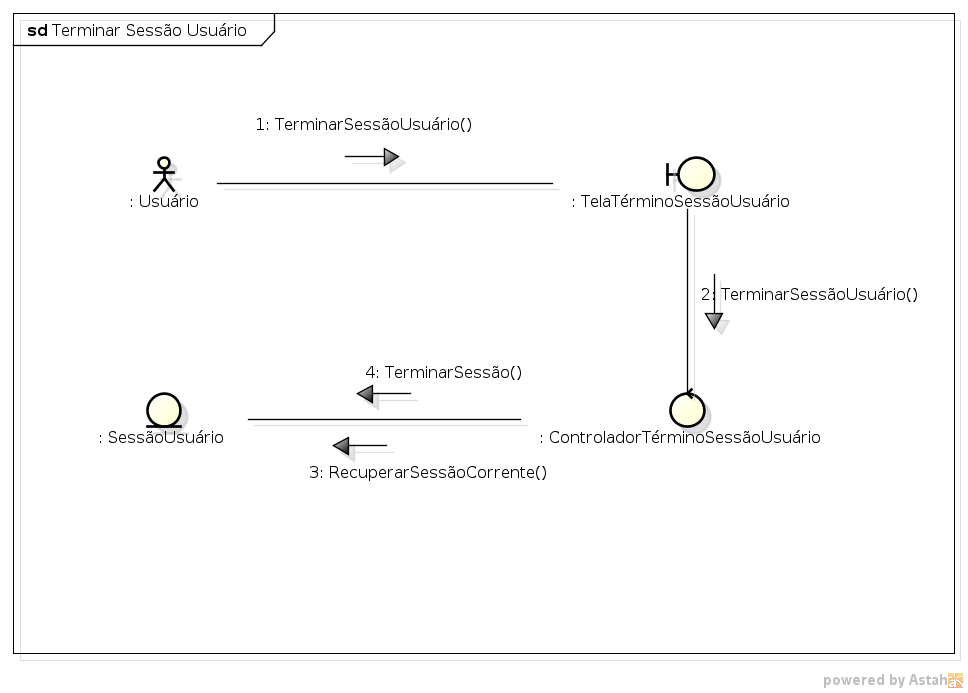 sd Terminar Sessão Usuário
1: TerminarSessãoUsuário()
: Usuário
: TelaTérminoSessãoUsuário
2: TerminarSessãoUsuário()
4: TerminarSessão()
: SessãoUsuário
: ControladorTérminoSessãoUsuário
3: RecuperarSessãoCorrente()
powered by Astah